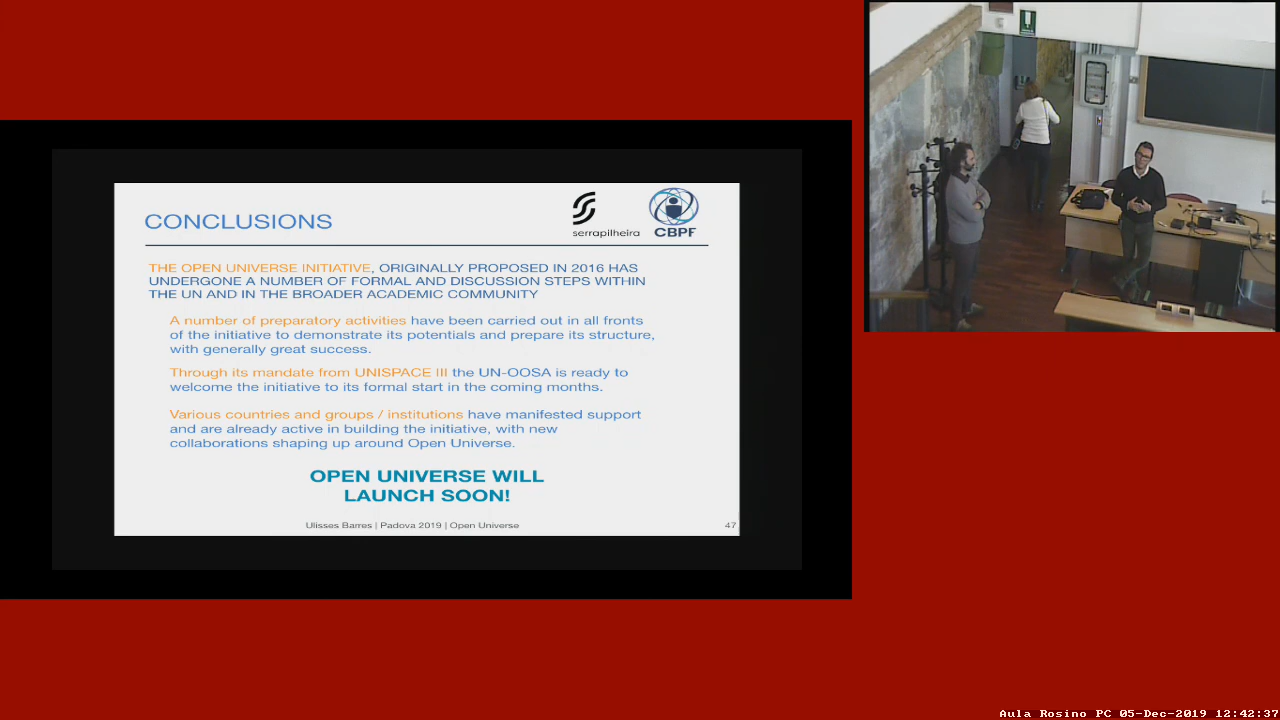 CONCLUSIONS
serrapilheira
CBPF
THE OPEN UNIVERSE INITIATIVE, ORIGINALLY PROPOSED IN 2016 HAS
UNDERGONE A NUMBER OF FORMAL AND DISCUSSION STEPS WITHIN
THE UN AND IN THE BROADER ACADEMIC COMMUNITY
A number of preparatory activities have been carried out in all fronts
of the initiative to demonstrate its potentials and prepare its structure,
with generally great success.
Through its mandate from UNISPACE III the UN-OOSA is ready to
welcome the initiative to its formal start in the coming months.
Various countries and groups / institutions have manifested support
and are already active in building the initiative, with new
collaborations shaping up around Open Universe.
OPEN UNIVERSE WILL
LAUNCH SOON!
Ulisses Barres | Padova 2019 | Open Universe
47
Aula Rosino PC 05-Dec-2019 12:42:37